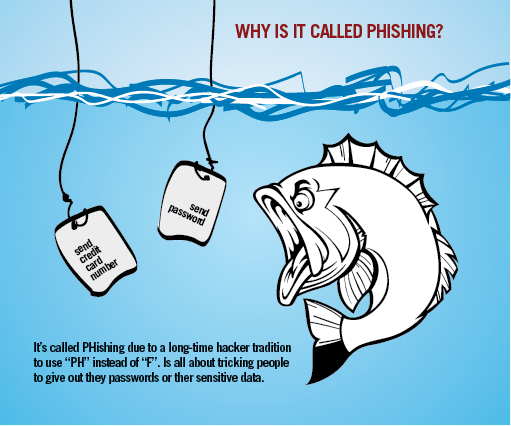 WHY IS IT CALLED PHISHING?
send
password
send
credit
card
number
It's called PHishing due to a long-time hacker tradition
to use “PH” instead of “F”. Is all about tricking people
to give out they passwords or ther sensitive data.